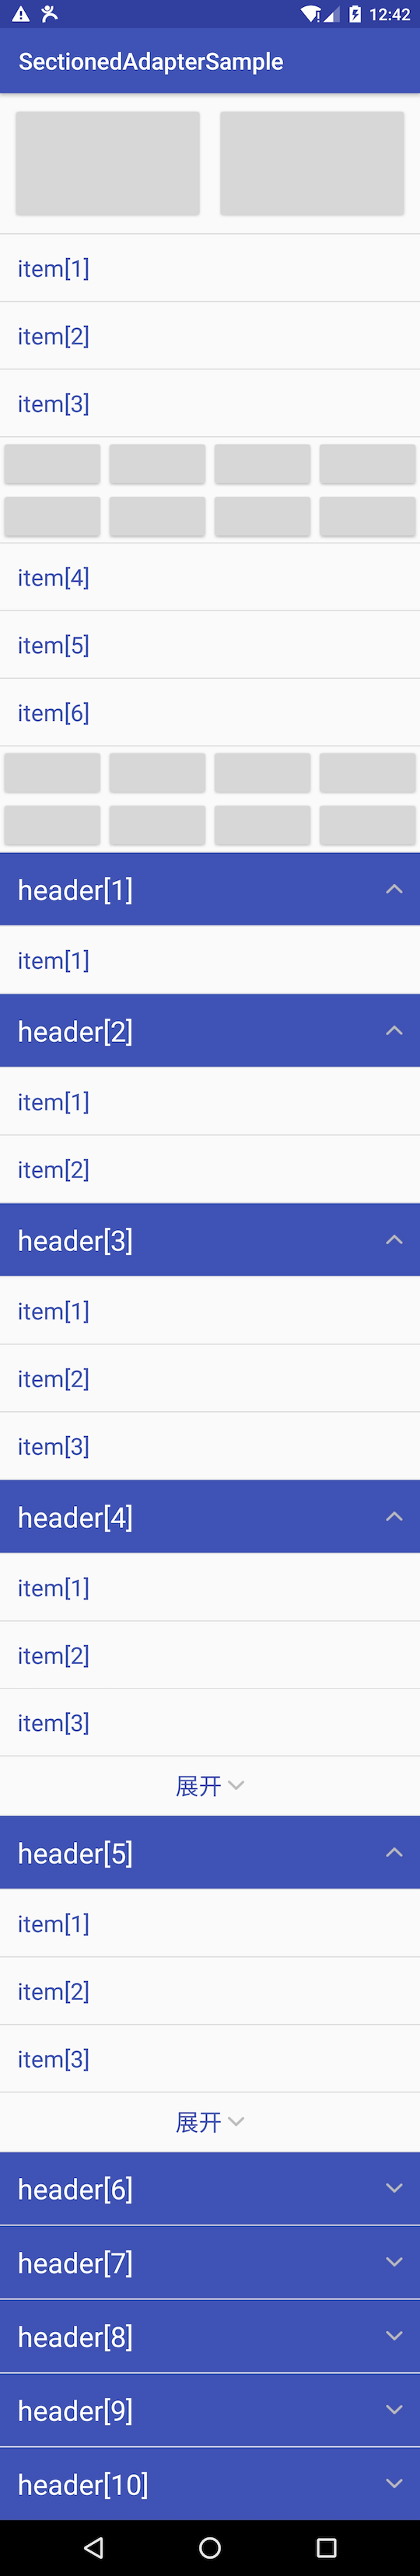 12:42
SectionedAdapterSample
item[1]
item[2]
item[3]
item[4]
item[5]
item[6]
header[1]
item[1]
header[2]
item[1]
item[2]
header[3]
item[1]
item[2]
item[3]
header[4]
item[1]
item[2]
item[3]
展开
header[5]
item[1]
item[2]
item[3]
展开
header[6]
header[7]
header[8]
header[9]
header[10]